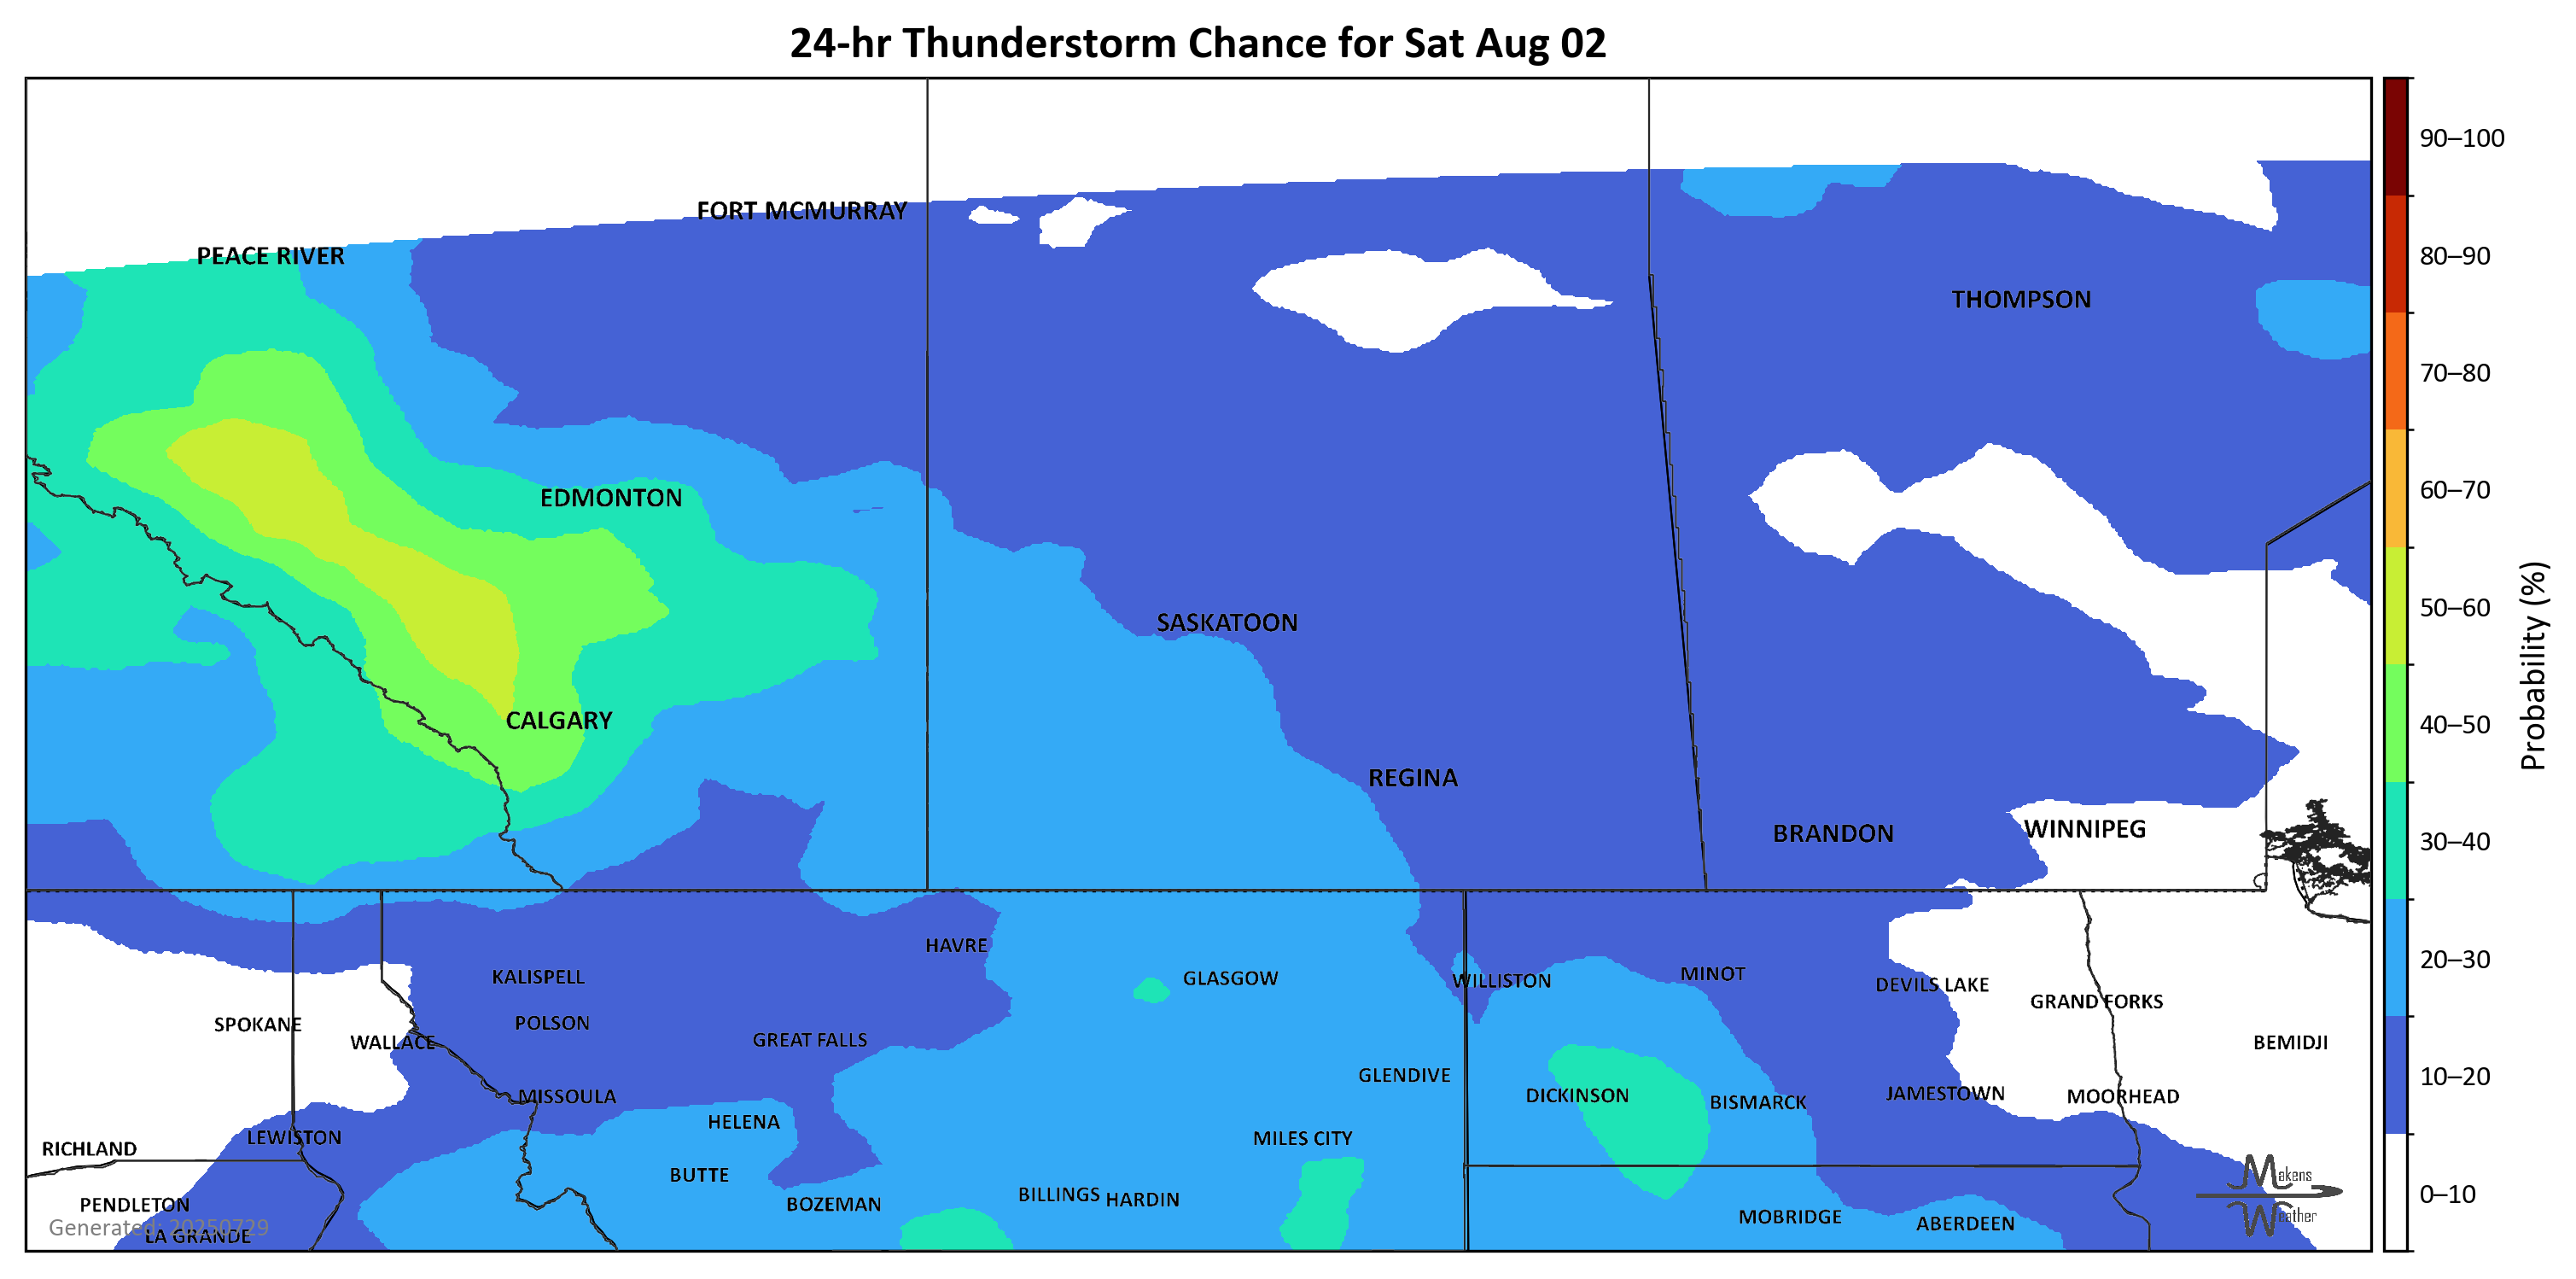 24-hr Thunderstorm Chance for Sat Aug 02
90–100
FORT MCMURRAY
PEACE RIVER
80–90
THOMPSON
70–80
60–70
EDMONTON
50–60
SASKATOON
Probability (%)
CALGARY
40–50
REGINA
BRANDON
WINNIPEG
30–40
HAVRE
20–30
KALISPELL
GLASGOW
WILLISTON
MINOT
DEVILS LAKE
GRAND FORKS
SPOKANE
POLSON
WALLACE
GREAT FALLS
BEMIDJI
10–20
GLENDIVE
MISSOULA
DICKINSON
BISMARCK
JAMESTOWN
MOORHEAD
HELENA
LEWISTON
MILES CITY
RICHLAND
BUTTE
Makens
0–10
BILLINGS
HARDIN
PENDLETON
BOZEMAN
MOBRIDGE
ABERDEEN
Weather
Generated: 20250729
LA GRANDE